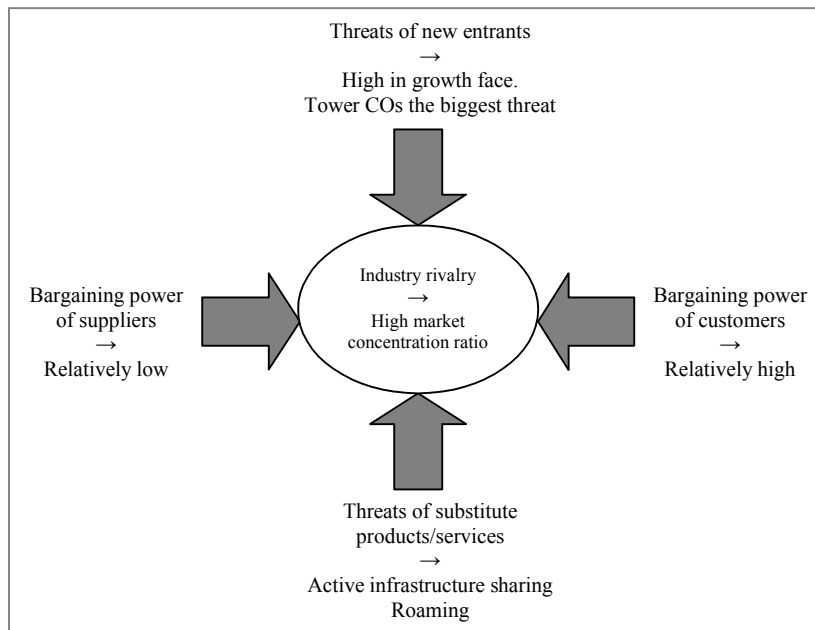 Threats of new entrants
→
High in growth face.
Tower COs the biggest threat
Bargaining power
of suppliers
→
Relatively low
Industry rivalry
→
High market
concentration ratio
Bargaining power
of customers
→
Relatively high
Threats of substitute
products/services
→
Active infrastructure sharing
Roaming